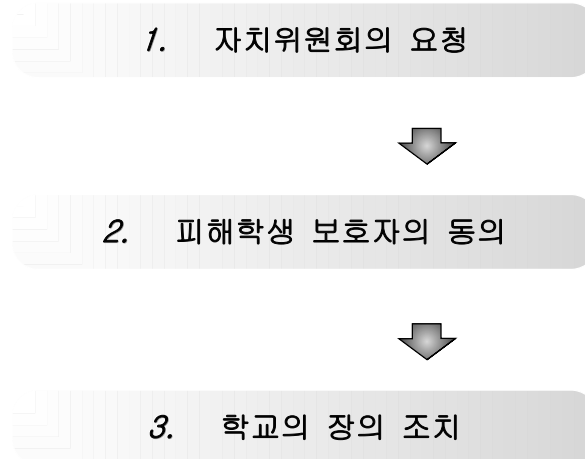 1. 자치위원회의 요청
2. 피해학생 보호자의 동의
3. 학교의 장의 조치